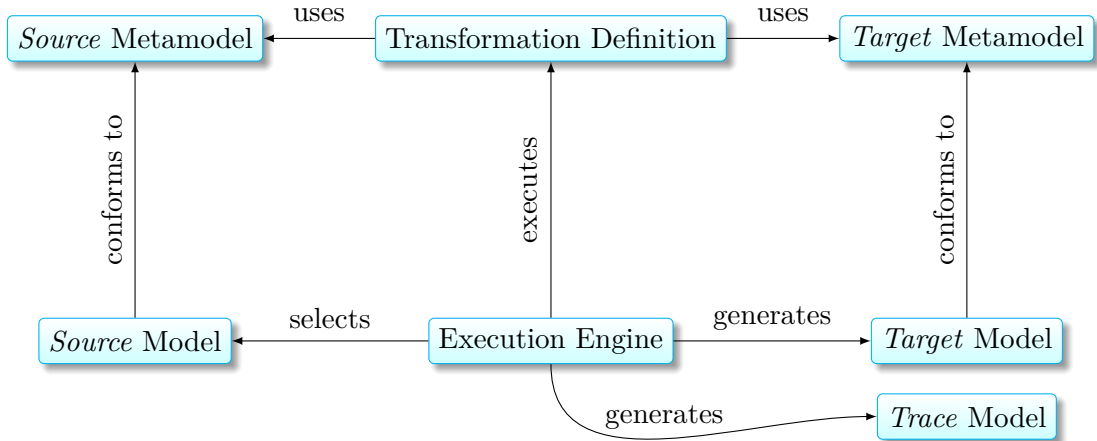 uses
uses
Source Metamodel
Transformation Definition
Target Metamodel
conforms to
executes
conforms to
selects
generates
Source Model
Execution Engine
Target Model
generates
Trace Model